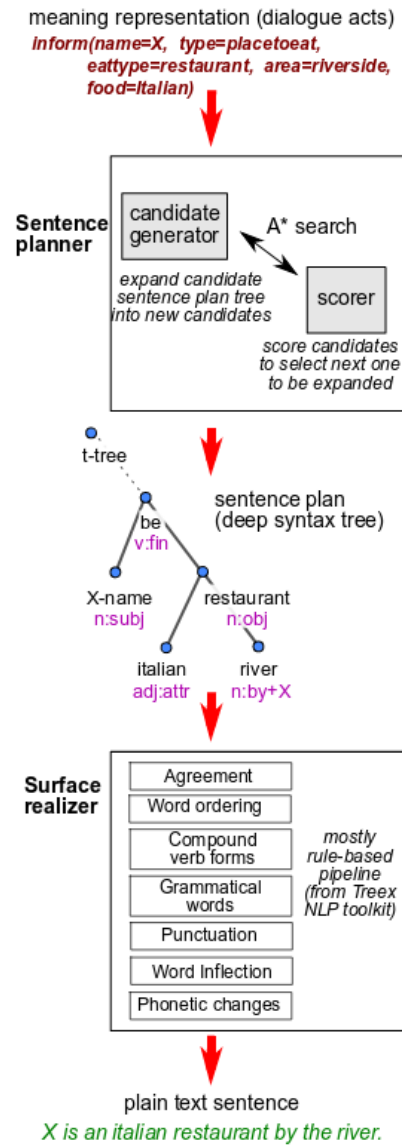 meaning representation (dialogue acts)
inform(name=X, type=placetoeat,
eattype=restaurant, area=riverside,
food=Italian)
Sentence
planner
candidate
generator
A* search
expand candidate
sentence plan tree
into new candidates
scorer
score candidates
to select next one
to be expanded
t-tree
sentence plan
(deep syntax tree)
be
v:fin
X-name
n:subj
restaurant
n:obj
italian
adj:attr
river
n:by+X
Surface
realizer
Agreement
Word ordering
Compound
verb forms
Grammatical
words
Punctuation
Word Inflection
Phonetic changes
mostly
rule-based
pipeline
(from Treex
NLP toolkit)
plain text sentence
X is an italian restaurant by the river.